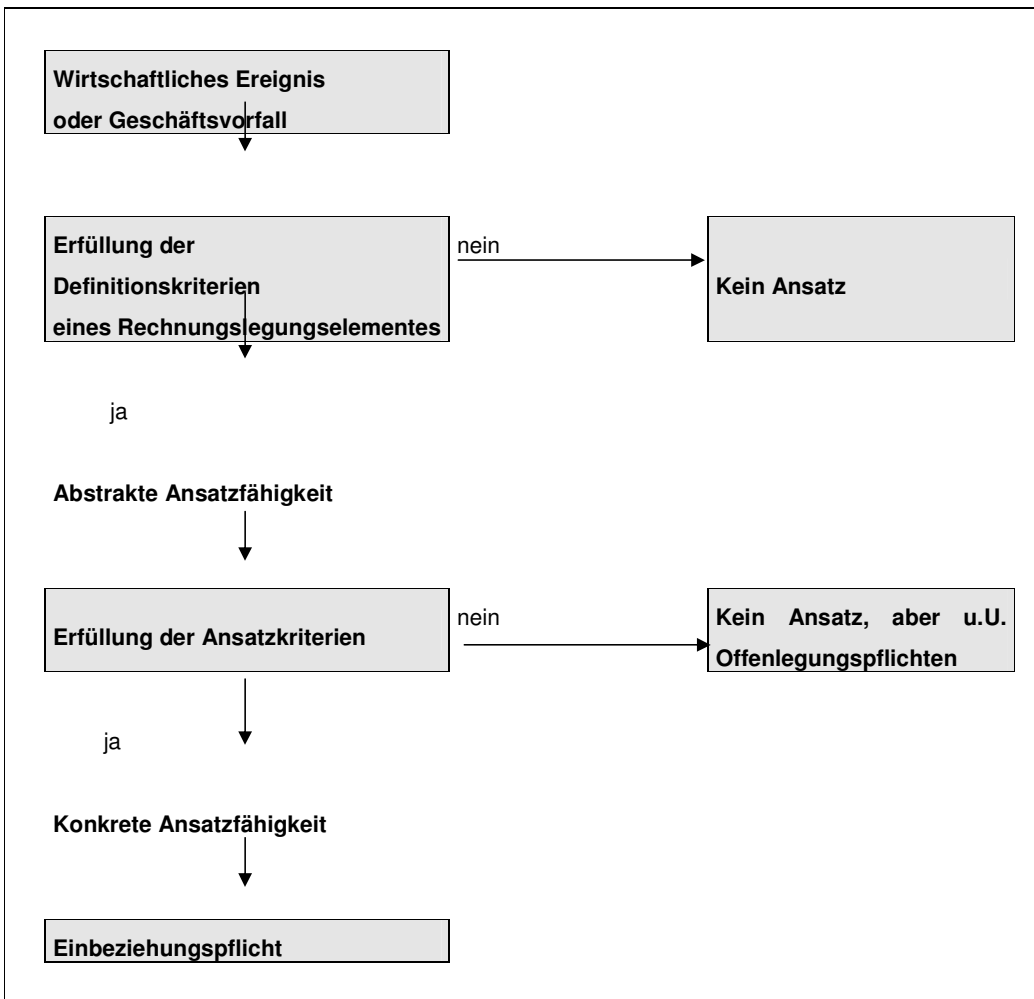 Wirtschaftliches Ereignis
oder Geschäftsvorfall
Erfüllung der
Definitionskriterien
eines Rechnungslegungselementes
nein
Kein Ansatz
ja
Abstrakte Ansatzfähigkeit
Erfüllung der Ansatzkriterien
nein
Kein Ansatz, aber u.U.
Offenlegungspflichten
ja
Konkrete Ansatzfähigkeit
Einbeziehungspflicht